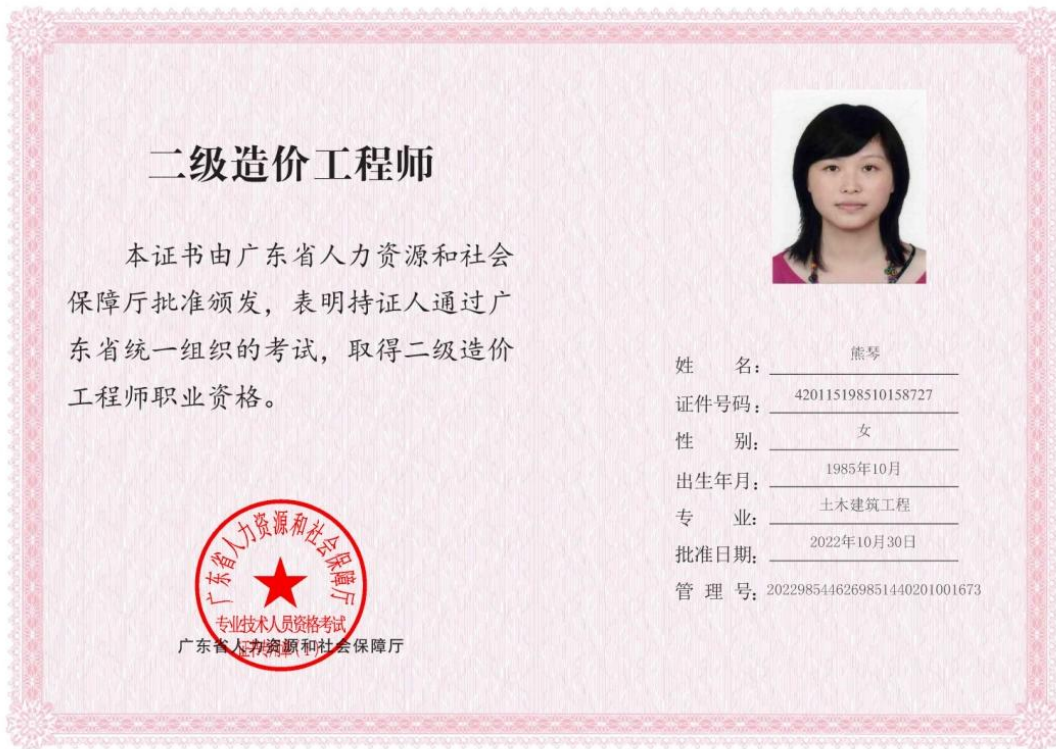 二级造价工程师
本证书由广东省人力资源和社会
保障厅批准颁发，表明持证人通过广
东省统一组织的考试，取得二级造价
工程师职业资格。
广东省人力资源和社会保障厅
专业技术人员资格考试
广东省人力资源和社会保障厅
姓 名：熊琴
证件号码：420115198510158727
性 别：女
出生年月：1985年10月
专 业：土木建筑工程
批准日期：2022年10月30日
管 理 号：2022985446269851440201001673